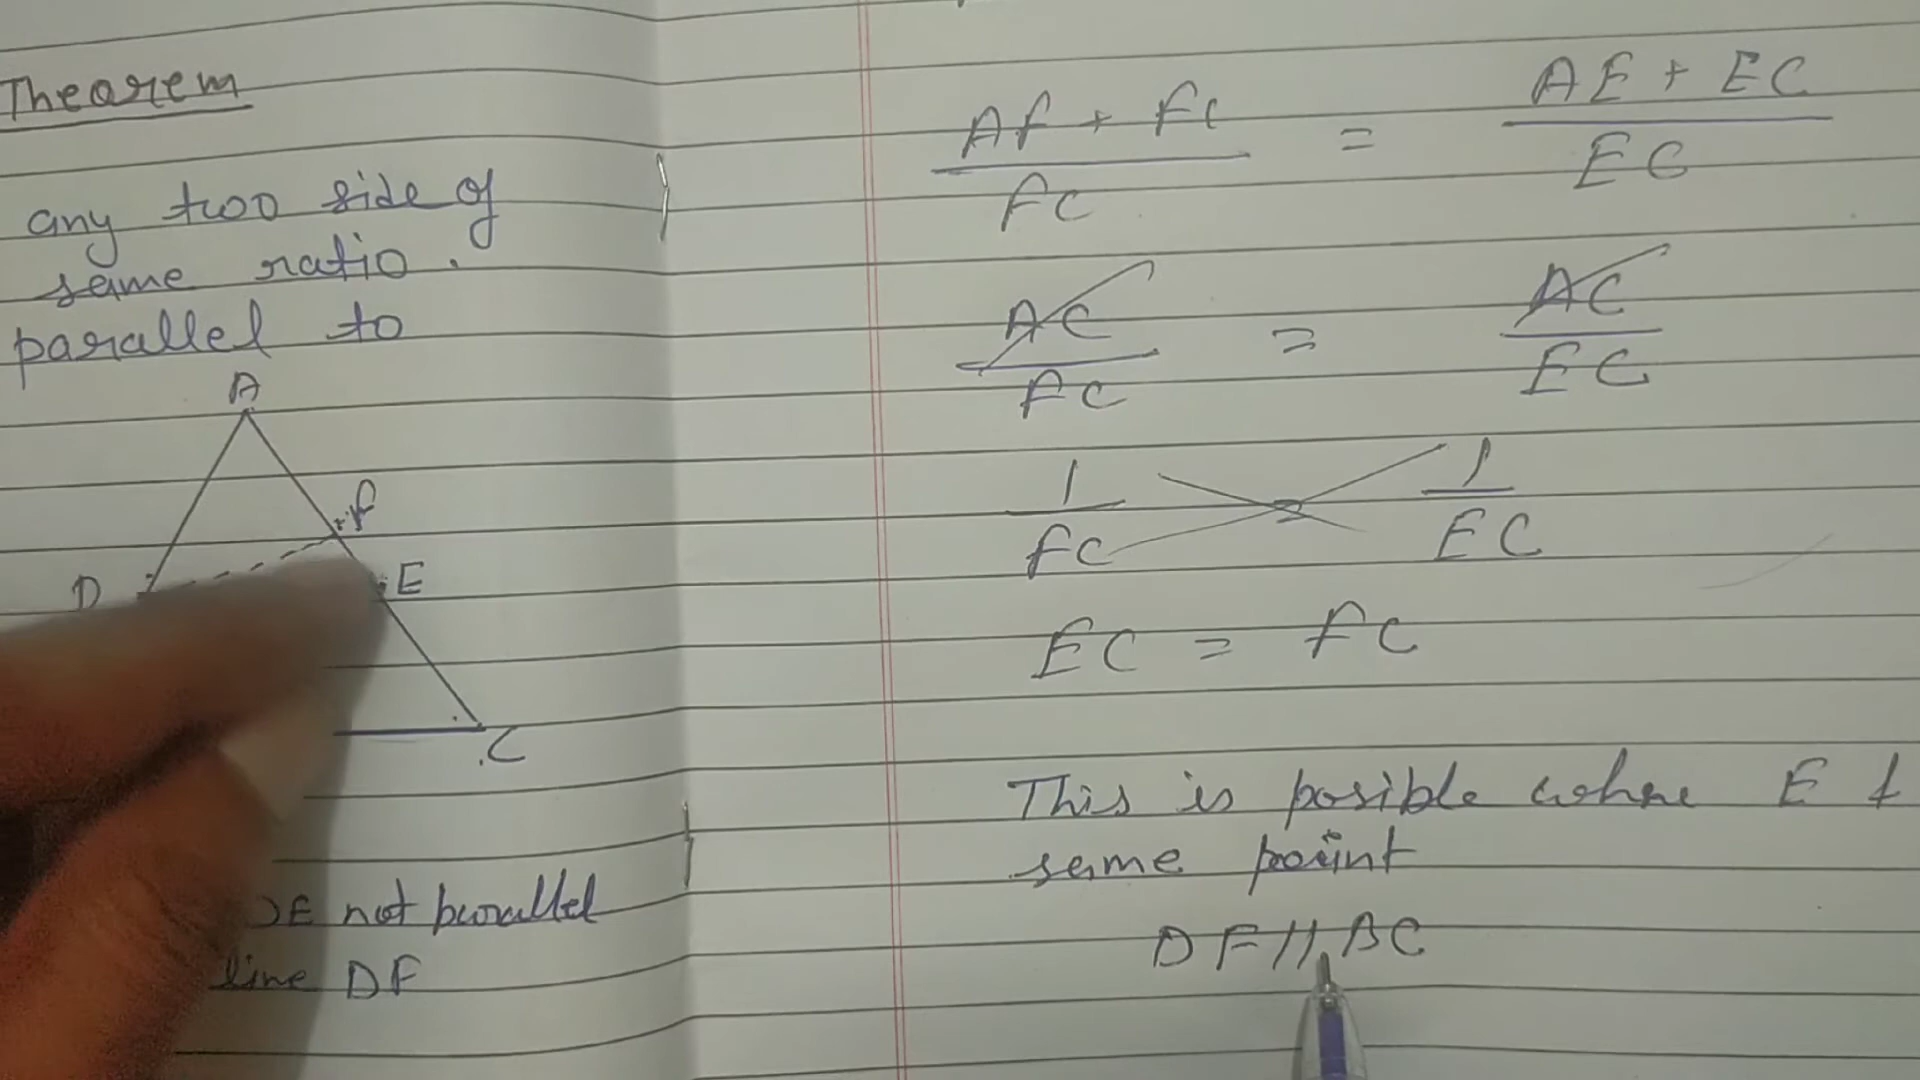 Theorem
any two side of
same ratio.
parallel to
A
F
D
E
C
DE not parallel
line DF
AF + FC / FC = AE + EC / EC
AC / FC = AC / EC
1 / FC = 1 / EC
EC = FC
This is posible when E &
same point
DF // BC